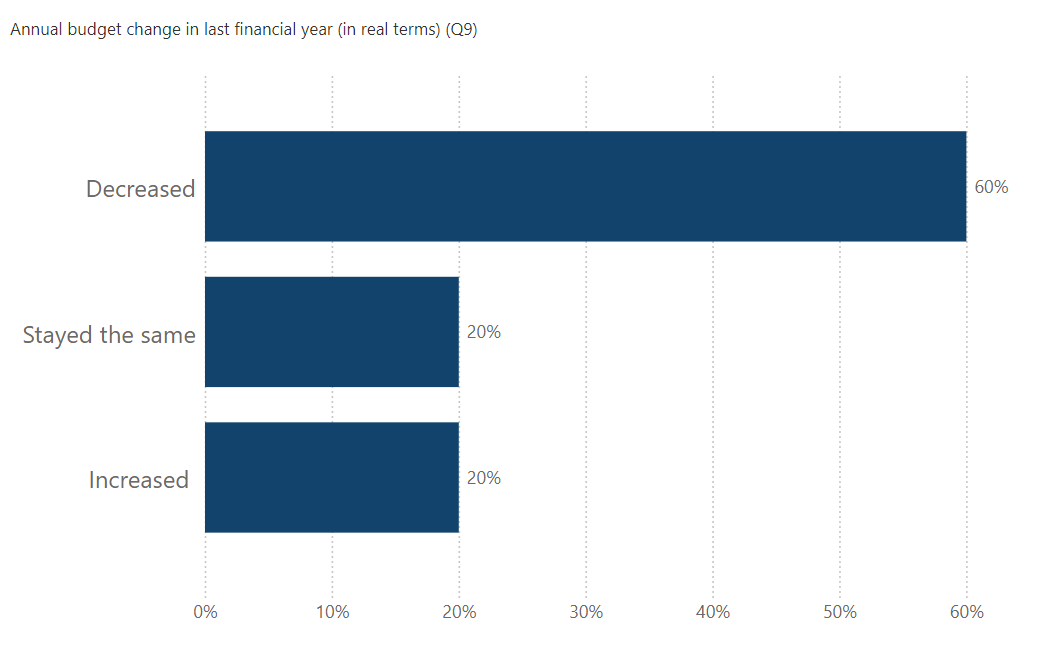 Annual budget change in last financial year (in real terms) (Q9)
Decreased
60%
Stayed the same
20%
Increased
20%
0% 10% 20% 30% 40% 50% 60%